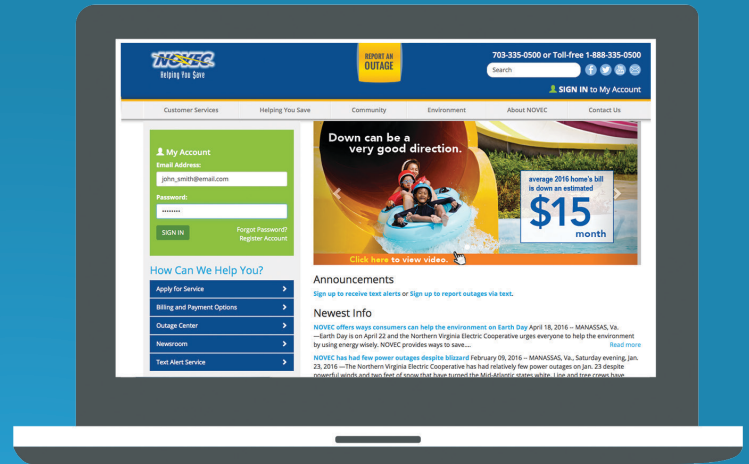 NOVEC
Helping You Save
REPORT AN
OUTAGE
703-335-0500 or Toll-free 1-888-335-0500
Search
SIGN IN to My Account
Customer Services
Helping You Save
Community
Environment
About NOVEC
Contact Us
My Account
Email Address:
john_smith@email.com
Password:
........
SIGN IN
Forgot Password?
Register Account
How Can We Help You?
Apply for Service
Billing and Payment Options
Outage Center
Newsroom
Text Alert Service
Down can be a
very good direction.
average 2016 home's bill
is down an estimated
$15
month
Click here to view video.
Announcements
Sign up to receive text alerts or Sign up to report outages via text.
Newest Info
NOVEC offers ways consumers can help the environment on Earth Day April 18, 2016 -- MANASSAS, Va.
—Earth Day is on April 22 and the Northern Virginia Electric Cooperative urges everyone to help the environment
by using energy wisely. NOVEC provides ways to save....
Read more
NOVEC has had few power outages despite blizzard February 09, 2016 -- MANASSAS, Va., Saturday evening, Jan.
23, 2016 —The Northern Virginia Electric Cooperative has had relatively few power outages on Jan. 23 despite
powerful winds and two feet of snow that have turned the Mid-Atlantic states white. Line and tree crews have